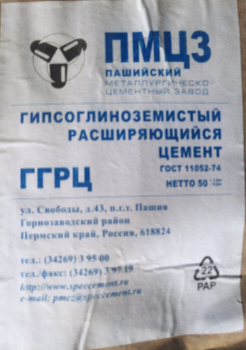 ПМЦЗ
ПАШИЙСКИЙ
МЕТАЛЛУРГИЧЕСКО-
ЦЕМЕНТНЫЙ ЗАВОД
ГИПСОГЛИНОЗЕМИСТЫЙ
РАСШИРЯЮЩИЙСЯ
ЦЕМЕНТ
ГГРЦ
ГОСТ 11052-74
НЕТТО 50
ул. Свободы, д.43, п.г.т. Пашия
Горнозаводский район
Пермский край, Россия, 618824
тел.: (34269) 3 95 00
тел./факс: (34269) 3 97 19
http://www.speccement.ru
e-mail: pmcz@speccement.ru
22
PAP